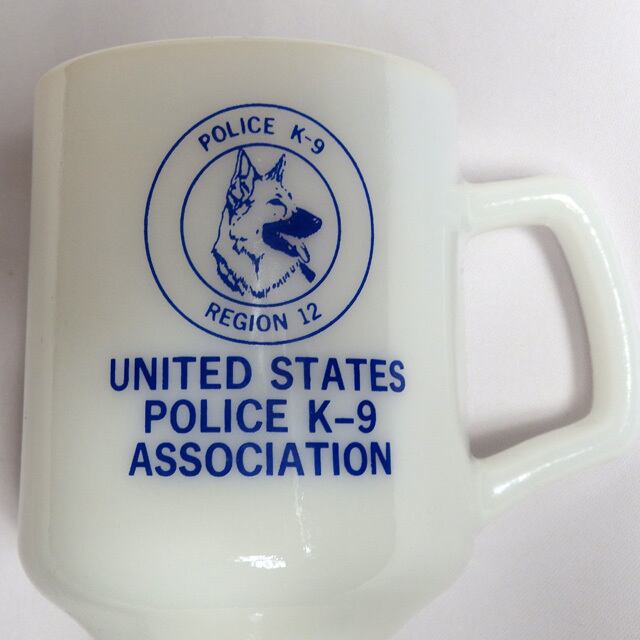 POLICE K-9
REGION 12
UNITED STATES
POLICE K-9
ASSOCIATION